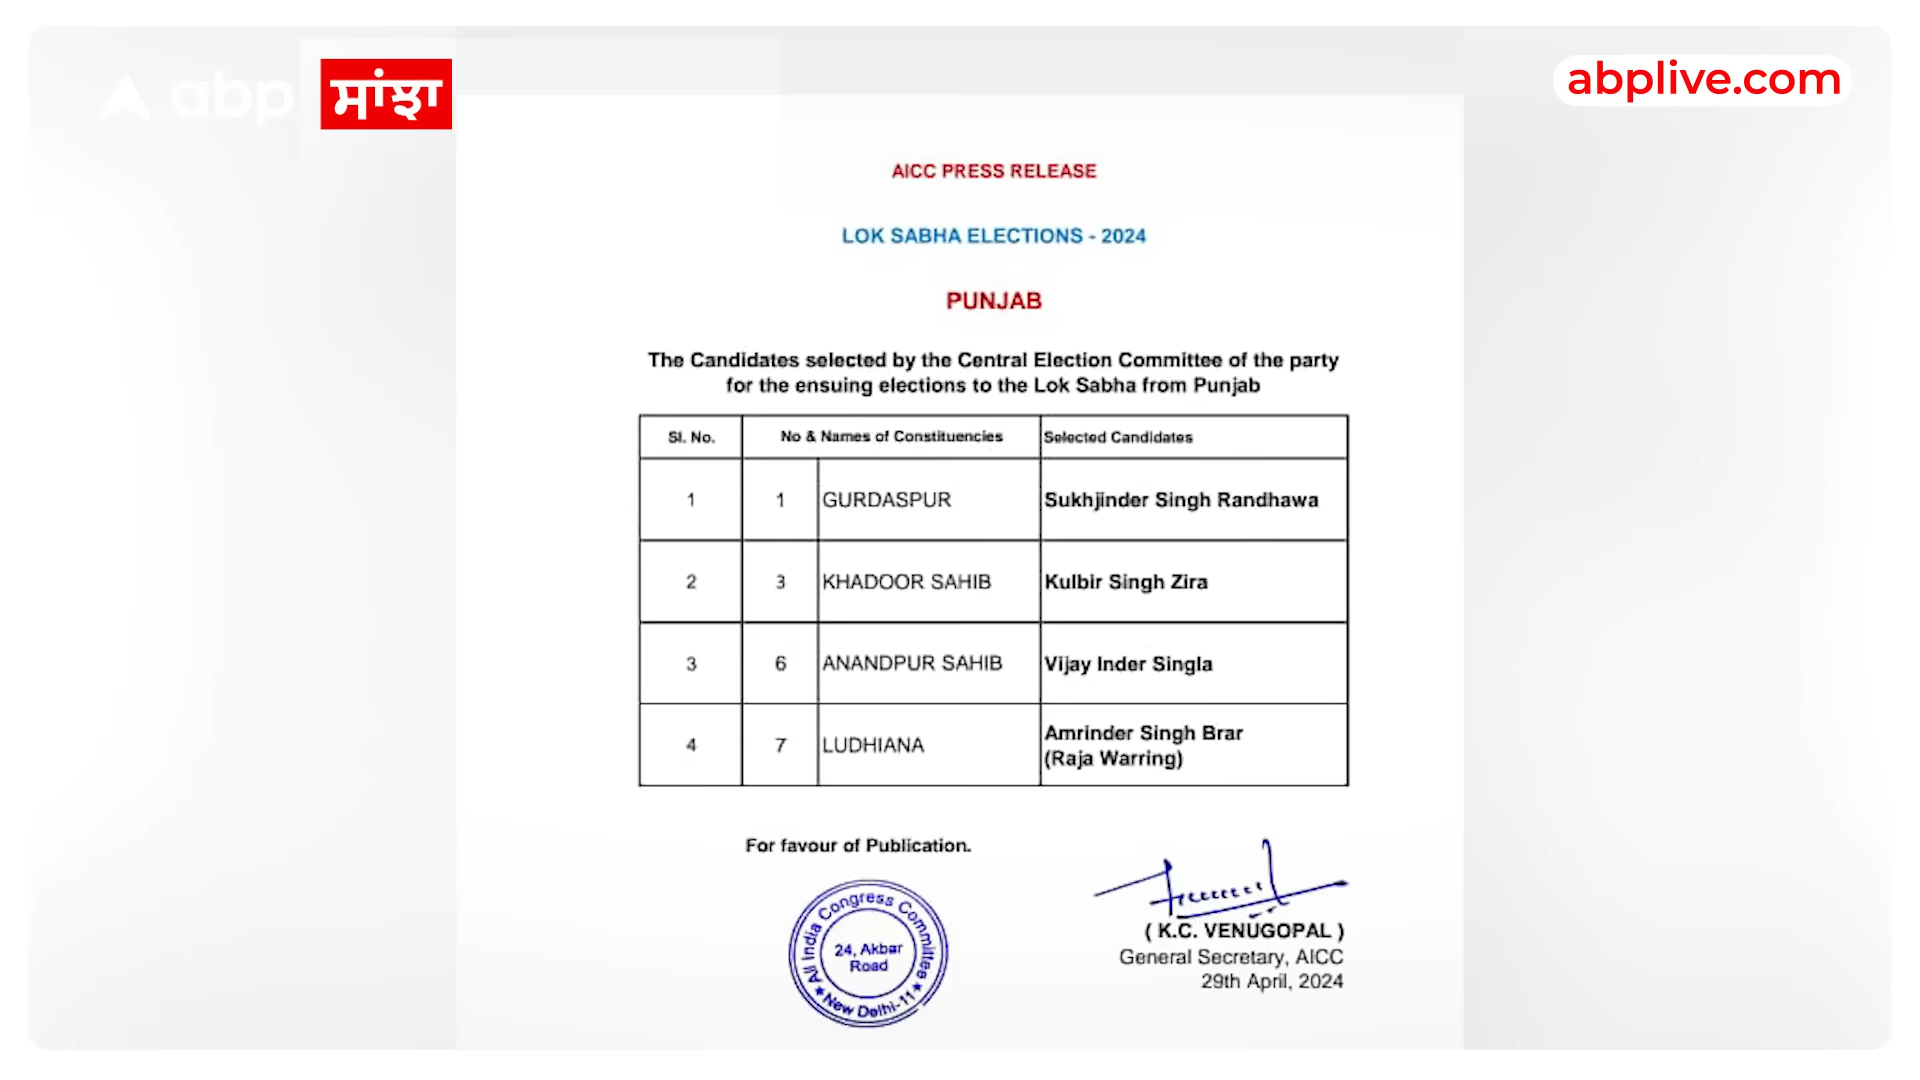 abp ਸਾਂਝਾ
abplive.com
AICC PRESS RELEASE
LOK SABHA ELECTIONS - 2024
PUNJAB
The Candidates selected by the Central Election Committee of the party
for the ensuing elections to the Lok Sabha from Punjab
Sl. No. No & Names of Constituencies Selected Candidates
1 1 GURDASPUR Sukhjinder Singh Randhawa
2 3 KHADOOR SAHIB Kulbir Singh Zira
3 6 ANANDPUR SAHIB Vijay Inder Singla
4 7 LUDHIANA Amrinder Singh Brar
(Raja Warring)
For favour of Publication.
All India Congress Committee
24, Akbar
Road
New Delhi-11
( K.C. VENUGOPAL )
General Secretary, AICC
29th April, 2024